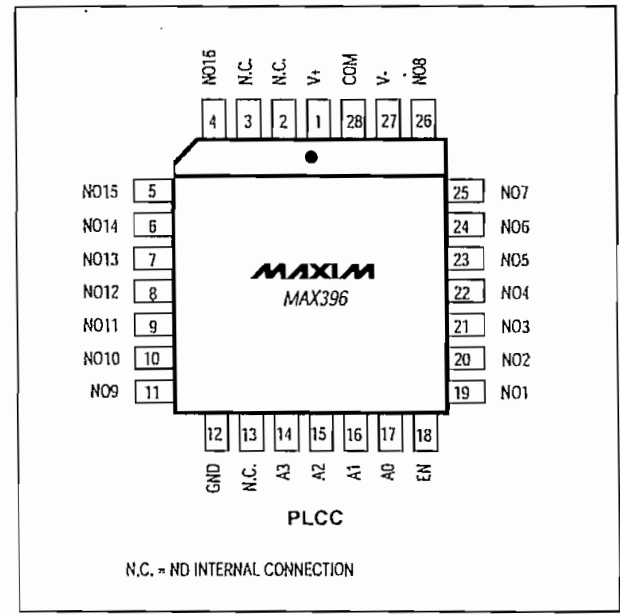 NO16 N.C. N.C. V+ COM V- NO8
4 3 2 1 28 27 26
NO15 5 25 NO7
NO14 6 24 NO6
NO13 7 23 NO5
NO12 8 22 NO4
NO11 9 21 NO3
NO10 10 20 NO2
NO9 11 19 NO1
MAXIM
MAX396
12 13 14 15 16 17 18
GND N.C. A3 A2 A1 A0 EN
PLCC
N.C. = NO INTERNAL CONNECTION